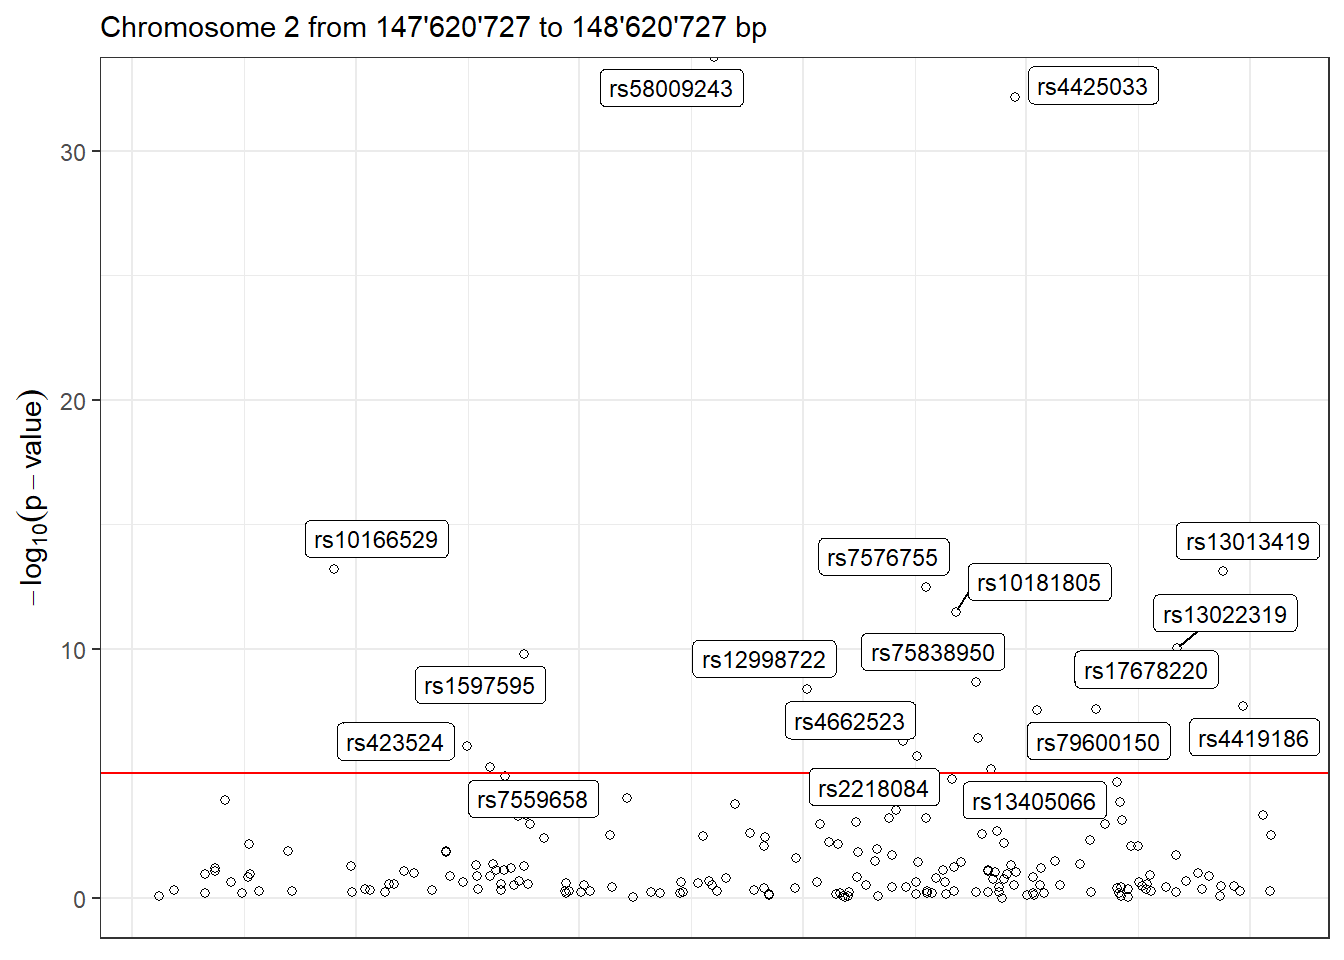 Chromosome 2 from 147'620'727 to 148'620'727 bp
rs58009243
rs4425033
30
20
−log10(p − value)
rs10166529
rs13013419
rs7576755
rs10181805
rs13022319
10
rs12998722
rs75838950
rs17678220
rs1597595
rs4662523
rs423524
rs79600150
rs4419186
rs7559658
rs2218084
rs13405066
0